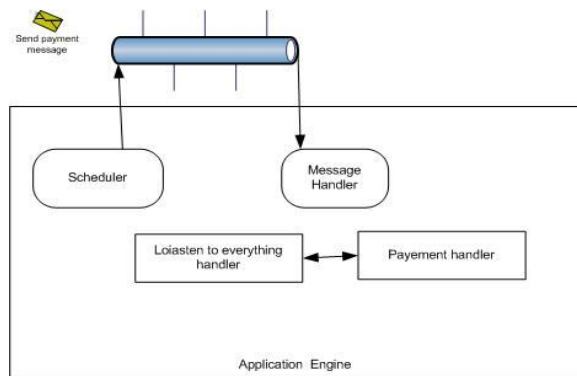 Send payment
message
Scheduler
Message
Handler
Loiasten to everything
handler
Payement handler
Application Engine